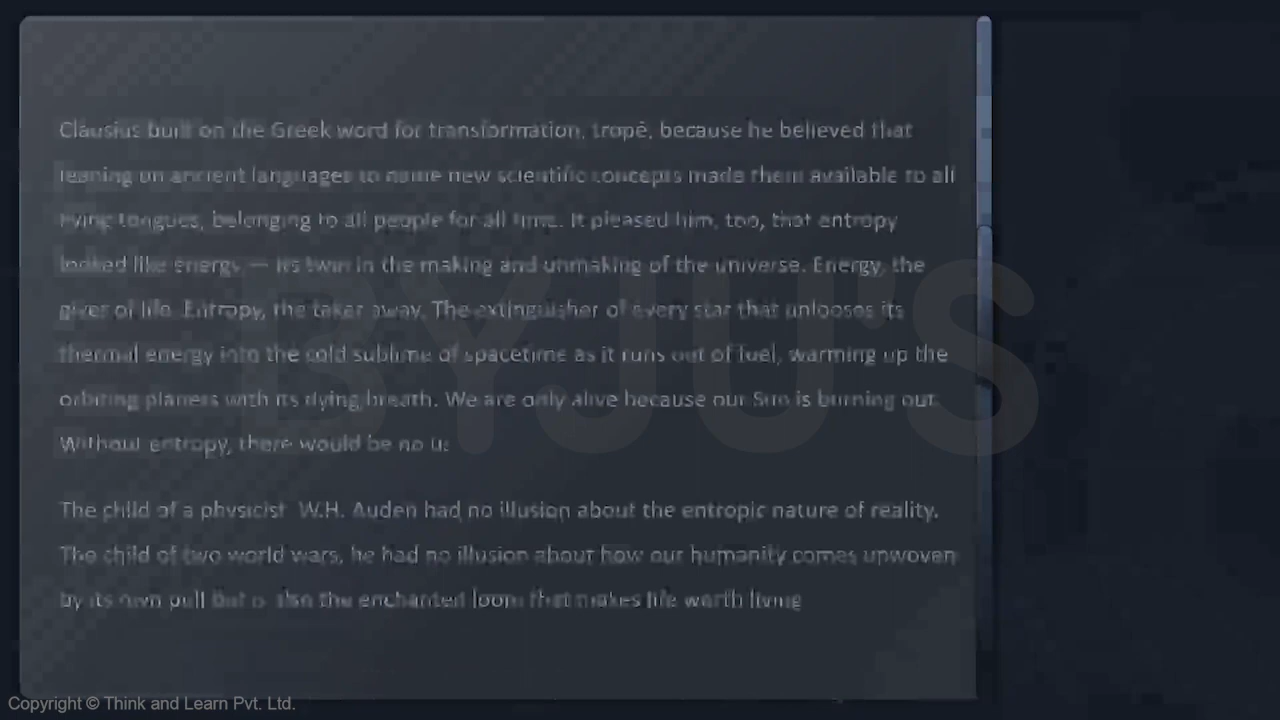 Clausius built on the Greek word for transformation, tropē, because he believed that
leaning on ancient languages to name new scientific concepts made them available to all
living tongues, belonging to all people for all time. It pleased him, too, that entropy
looked like energy — its twin in the making and unmaking of the universe. Energy, the
giver of life. Entropy, the taker away. The extinguisher of every star that unlooses its
thermal energy into the cold sublime of spacetime as it runs out of fuel, warming up the
orbiting planets with its dying breath. We are only alive because our Sun is burning out.
Without entropy, there would be no us
The child of a physicist W.H. Auden had no illusion about the entropic nature of reality.
The child of two world wars, he had no illusion about how our humanity comes unwoven
by its own pull but is also the enchanted loom that makes life worth living
BYJU'S
Copyright © Think and Learn Pvt. Ltd.